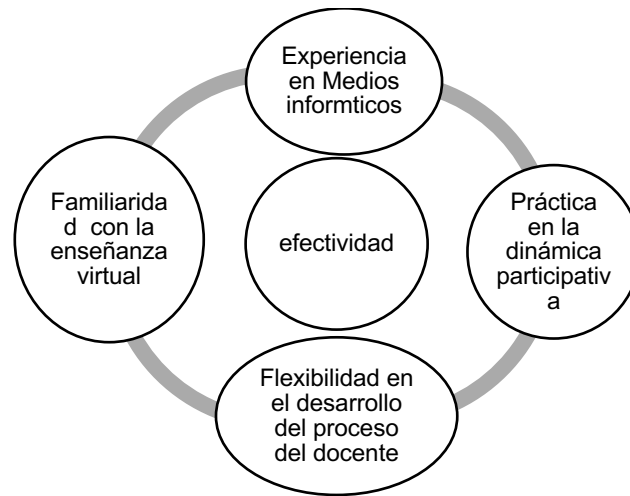 Experiencia
en Medios
informticos
Familiarida
d  con la
enseñanza
virtual
efectividad
Práctica
en la
dinámica
participativ
a
Flexibilidad en
el desarrollo
del proceso
del docente